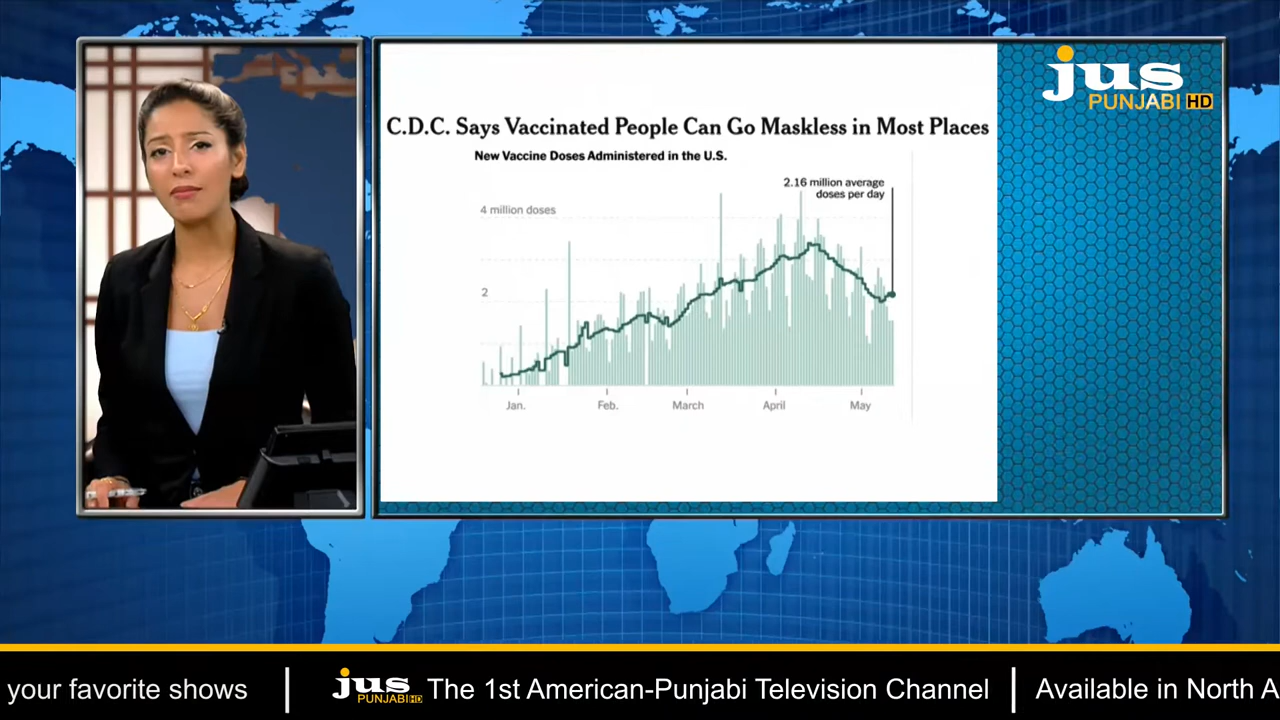 jus
PUNJABI HD
C.D.C. Says Vaccinated People Can Go Maskless in Most Places
New Vaccine Doses Administered in the U.S.
2.16 million average
doses per day
4 million doses
2
Jan. Feb. March April May
your favorite shows | jus PUNJABI HD The 1st American-Punjabi Television Channel | Available in North A